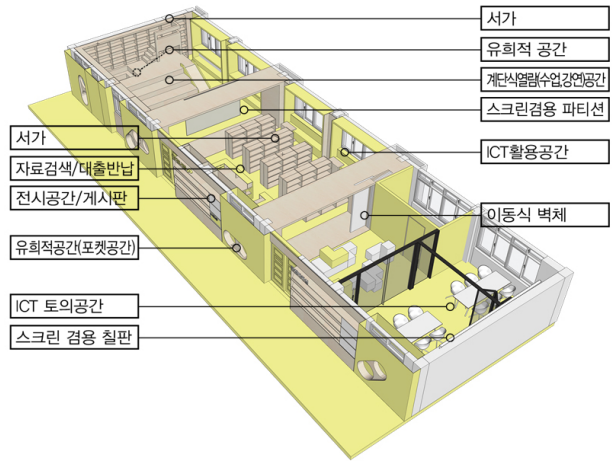 서가
유희적 공간
계단식열람(수업,강연)공간
스크린겸용 파티션
서가
ICT활용공간
자료검색/대출반납
전시공간/게시판
이동식 벽체
유희적공간(포켓공간)
ICT 토의공간
스크린 겸용 칠판